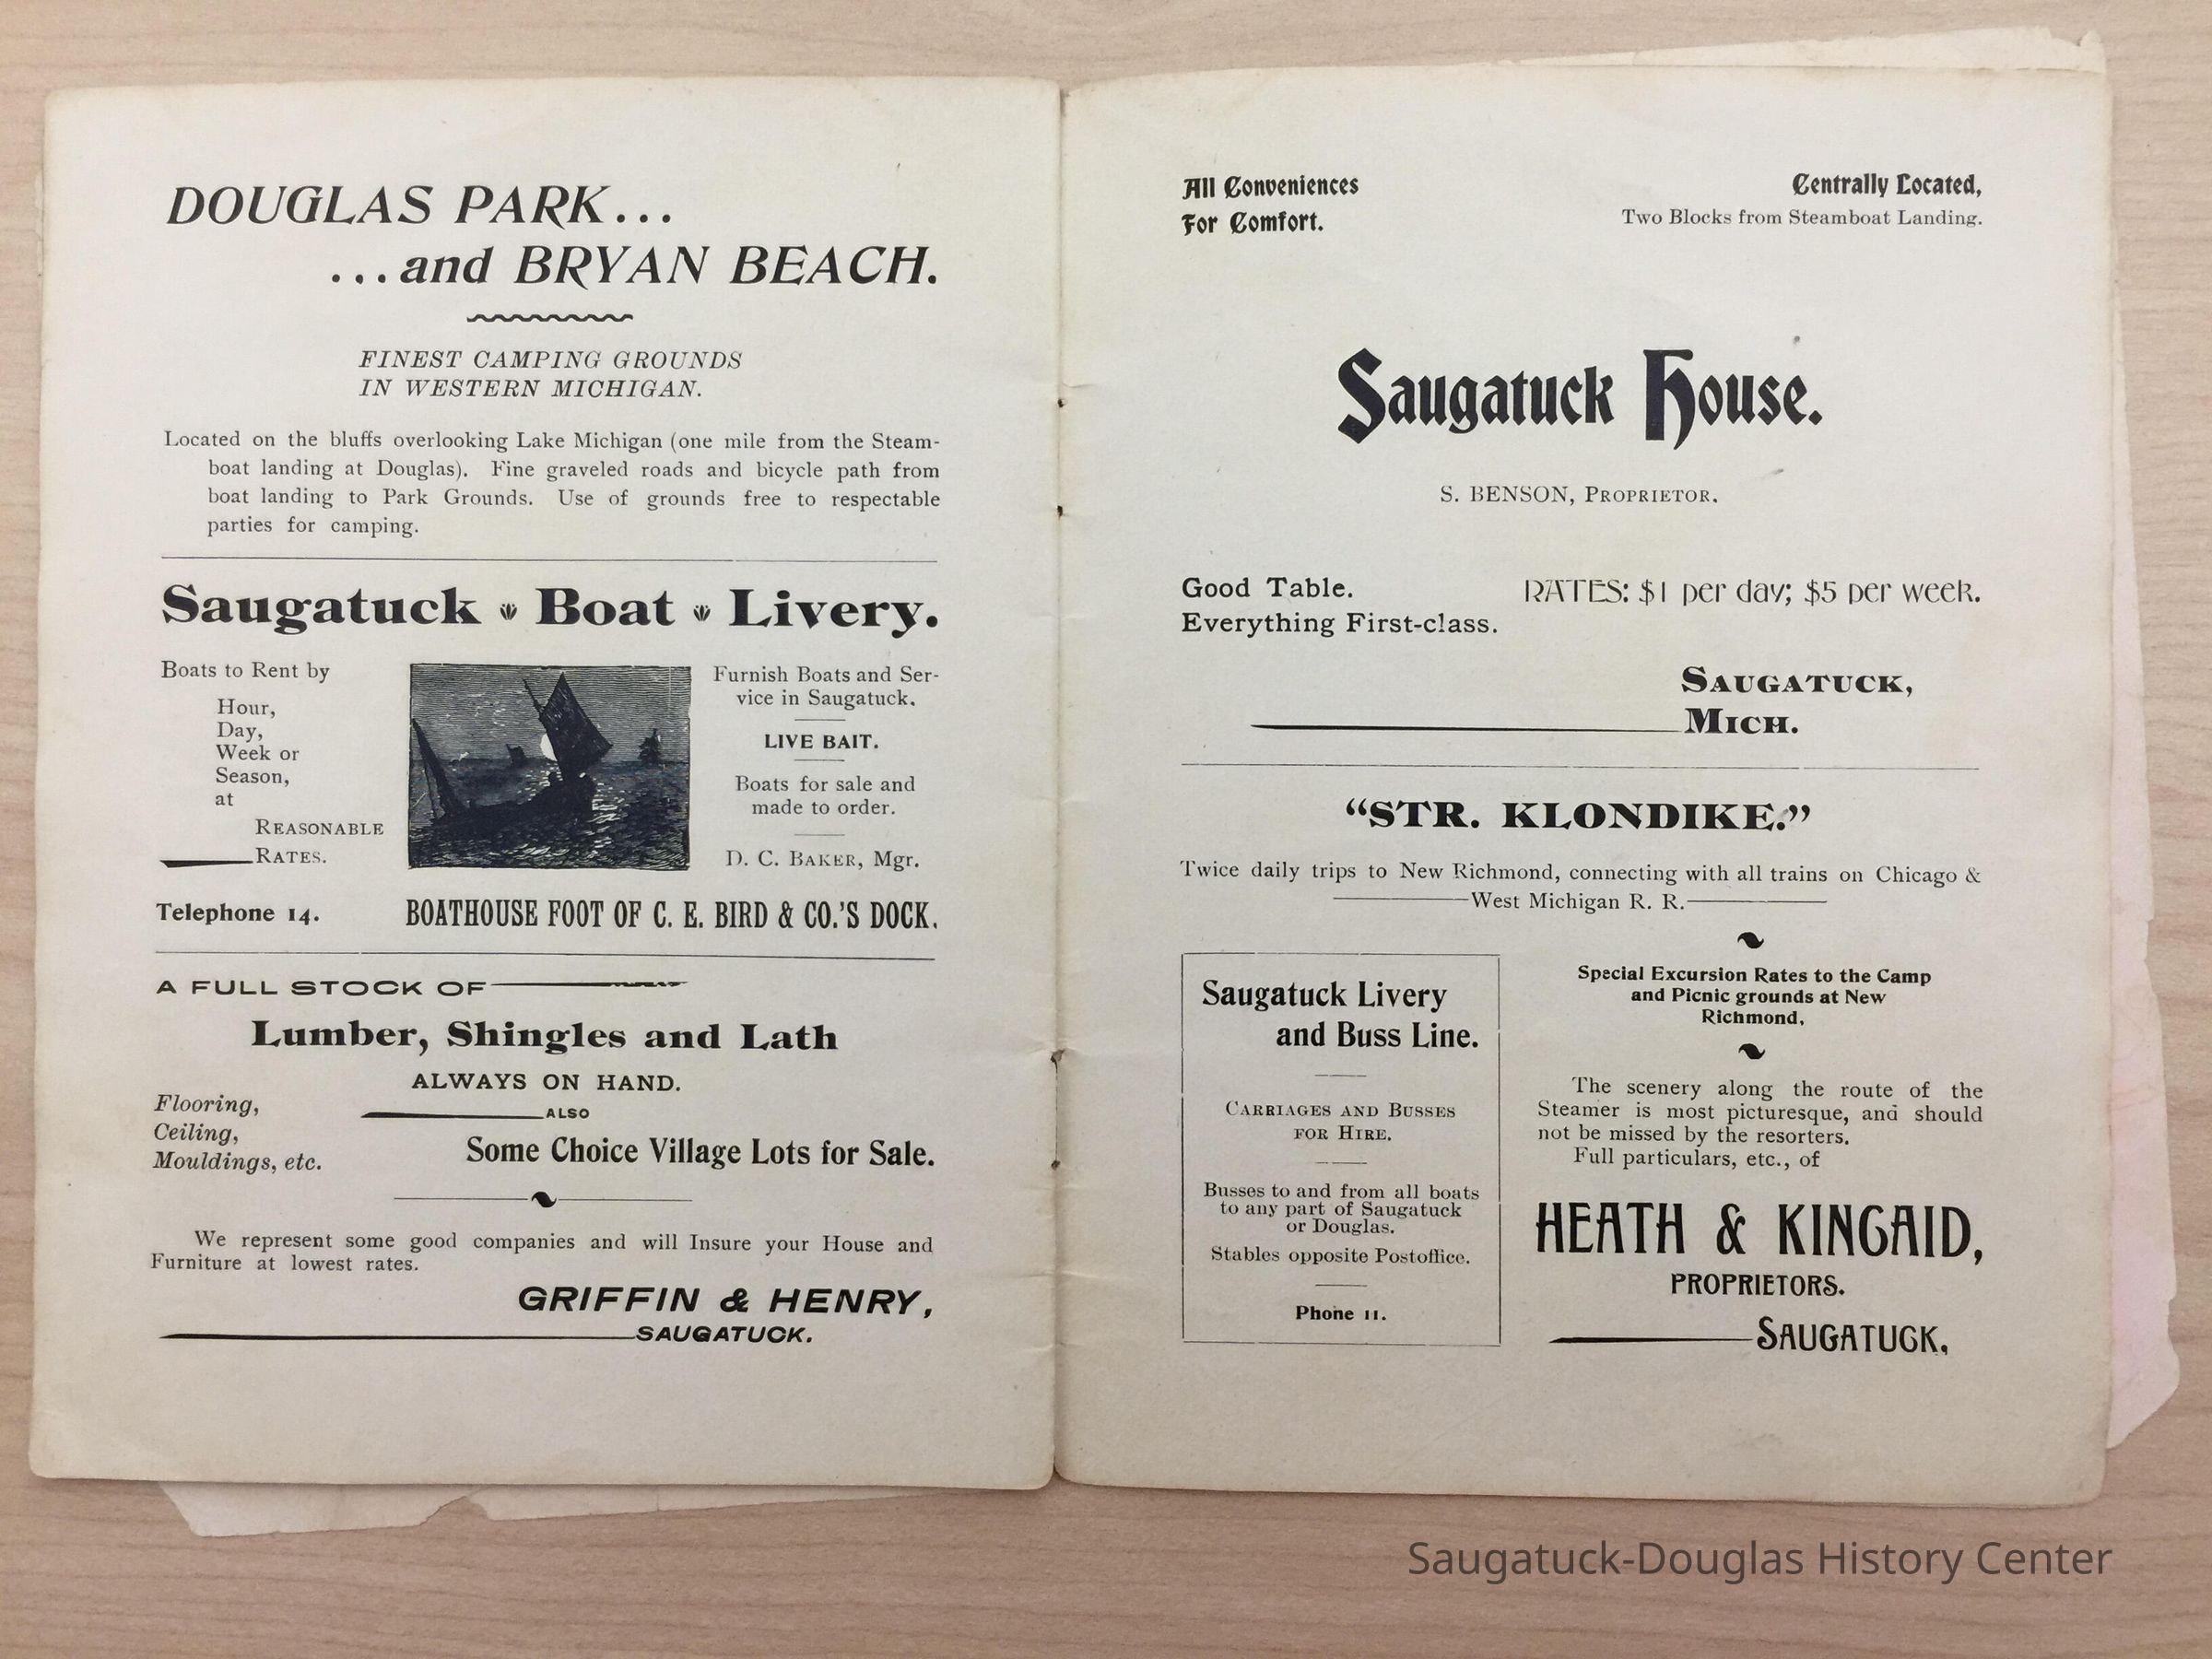 DOUGLAS PARK...
...and BRYAN BEACH.
FINEST CAMPING GROUNDS
IN WESTERN MICHIGAN.
Located on the bluffs overlooking Lake Michigan (one mile from the Steam-
boat landing at Douglas). Fine graveled roads and bicycle path from
boat landing to Park Grounds. Use of grounds free to respectable
parties for camping.
Saugatuck Boat Livery.
Boats to Rent by
Hour,
Day,
Week or
Season,
at
REASONABLE
RATES.
Furnish Boats and Ser-
vice in Saugatuck.
LIVE BAIT.
Boats for sale and
made to order.
D. C. BAKER, Mgr.
Telephone 14.
BOATHOUSE FOOT OF C. E. BIRD & CO.'S DOCK.
A FULL STOCK OF
Lumber, Shingles and Lath
ALWAYS ON HAND.
Flooring,
Ceiling,
Mouldings, etc.
ALSO
Some Choice Village Lots for Sale.
We represent some good companies and will Insure your House and
Furniture at lowest rates.
GRIFFIN & HENRY,
SAUGATUCK.
All Conveniences
For Comfort.
Centrally Located,
Two Blocks from Steamboat Landing.
Saugatuck House.
S. BENSON, PROPRIETOR.
Good Table.
Everything First-class.
RATES: $1 per day; $5 per week.
SAUGATUCK,
MICH.
"STR. KLONDIKE."
Twice daily trips to New Richmond, connecting with all trains on Chicago &
West Michigan R. R.
Saugatuck Livery
and Buss Line.
CARRIAGES AND BUSSES
FOR HIRE.
Busses to and from all boats
to any part of Saugatuck
or Douglas.
Stables opposite Postoffice.
Phone 11.
Special Excursion Rates to the Camp
and Picnic grounds at New
Richmond,
The scenery along the route of the
Steamer is most picturesque, and should
not be missed by the resorters.
Full particulars, etc., of
HEATH & KINCAID,
PROPRIETORS.
SAUGATUCK,
Saugatuck-Douglas History Center